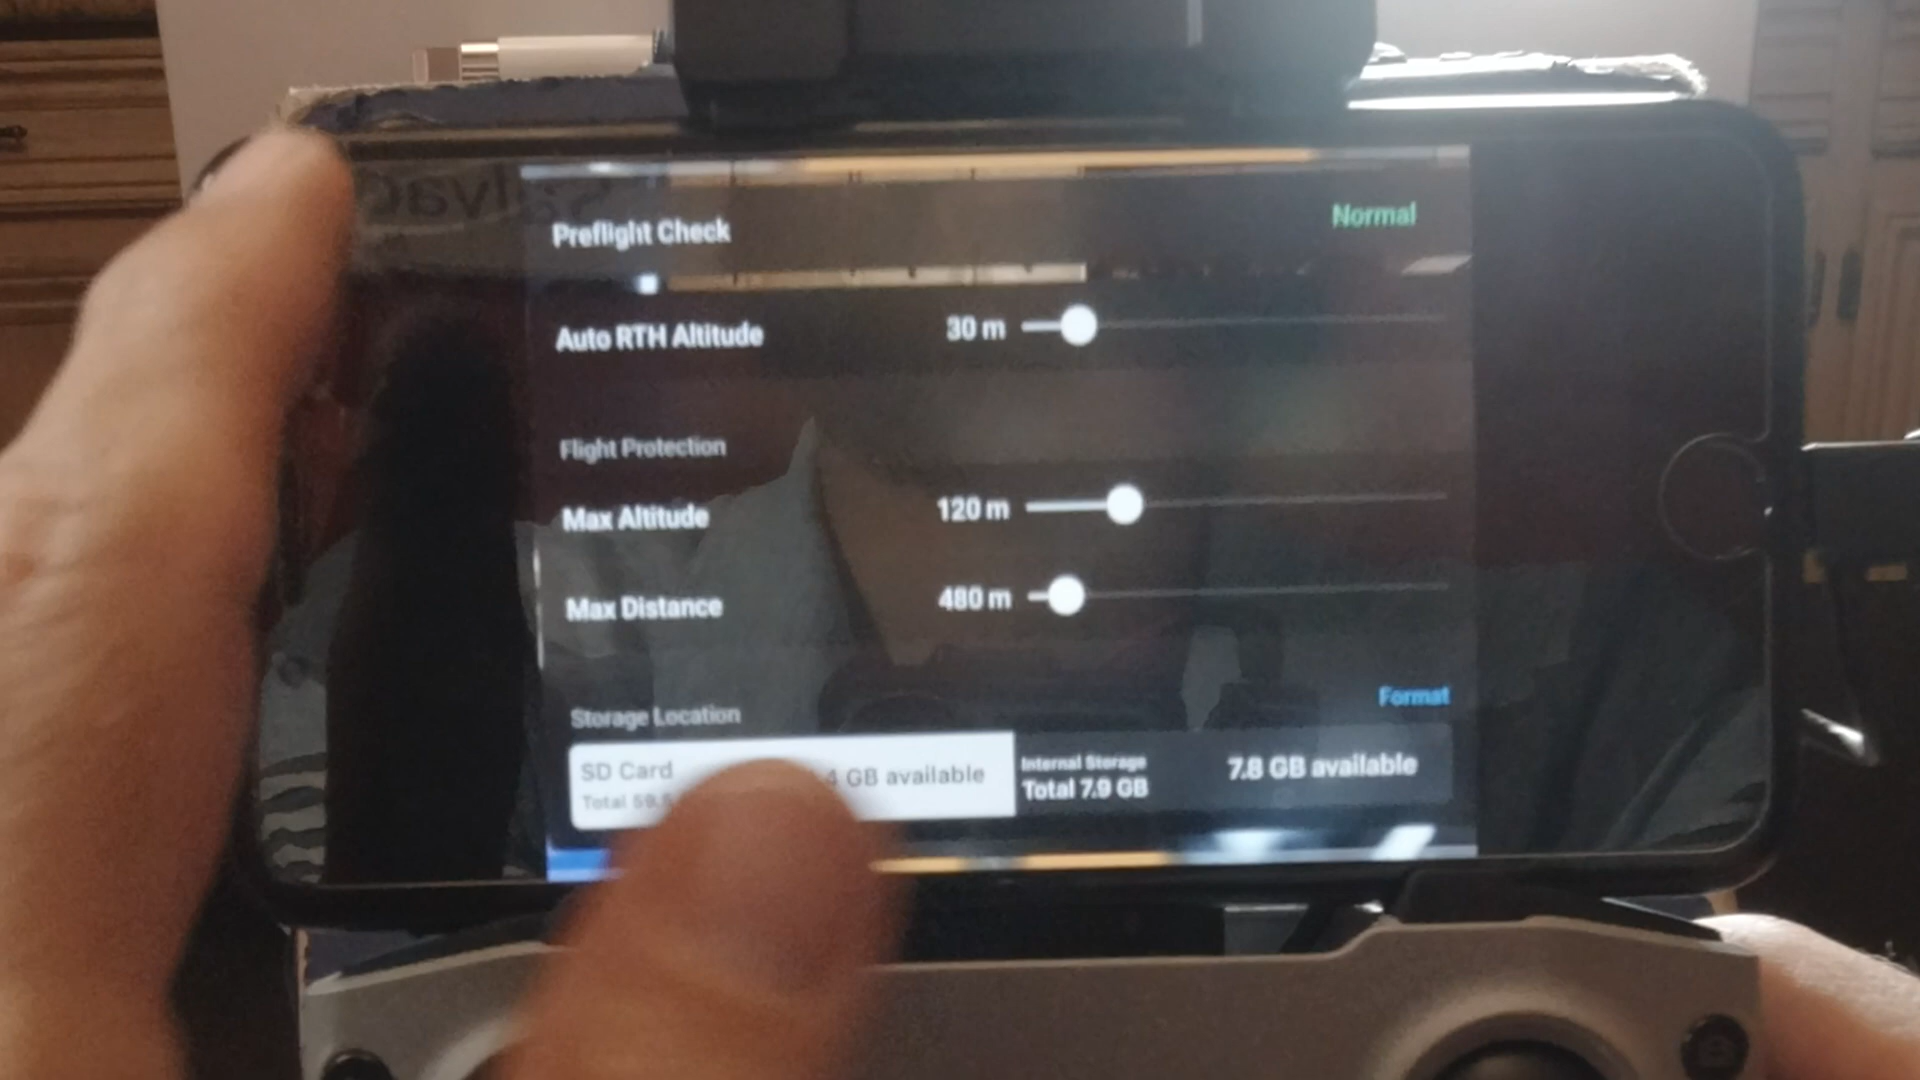 Preflight Check
Normal
Auto RTH Altitude
30 m
Flight Protection
Max Altitude
120 m
Max Distance
480 m
Storage Location
Format
SD Card
GB available
Total
Internal Storage
Total 7.9 GB
7.8 GB available